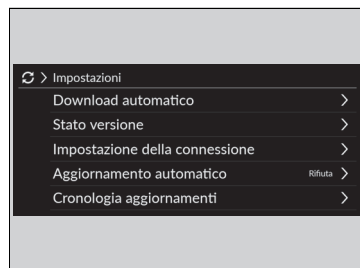 Impostazioni
Download automatico
Stato versione
Impostazione della connessione
Aggiornamento automatico Rifiuta
Cronologia aggiornamenti